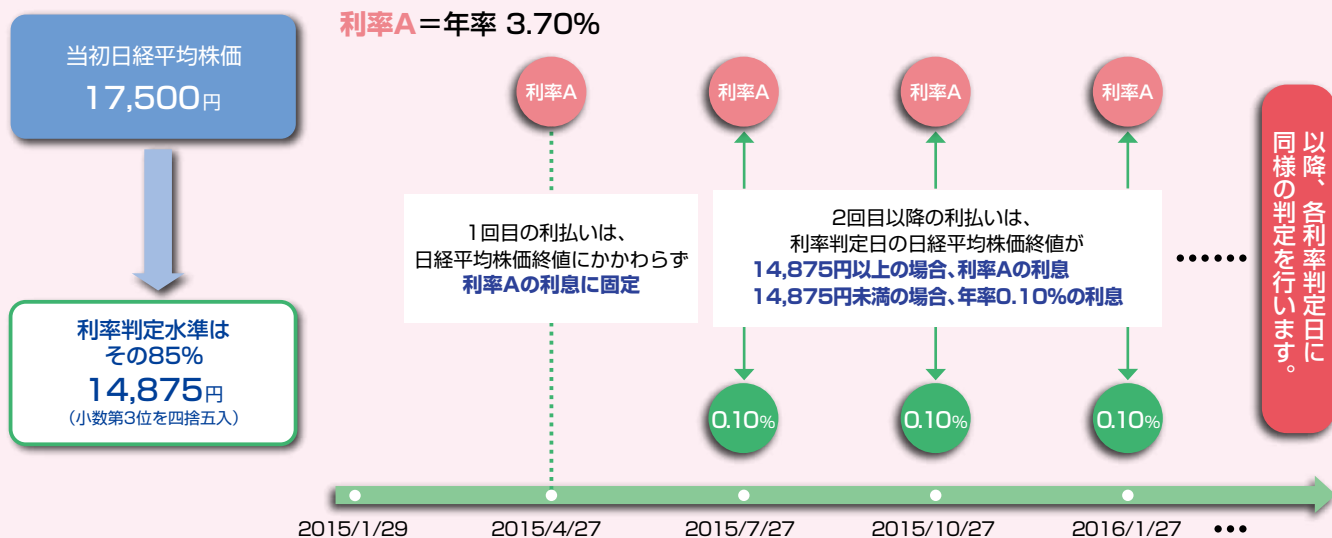 利率A＝年率 3.70%
当初日経平均株価
17,500円
利率判定水準は
その85%
14,875円
（小数第3位を四捨五入）
利率A
利率A
利率A
利率A
1回目の利払いは、
日経平均株価終値にかかわらず
利率Aの利息に固定
2回目以降の利払いは、
利率判定日の日経平均株価終値が
14,875円以上の場合、利率Aの利息
14,875円未満の場合、年率0.10%の利息
0.10%
0.10%
0.10%
……
以降、各利率判定日に
同様の判定を行います。
2015/1/29
2015/4/27
2015/7/27
2015/10/27
2016/1/27
…